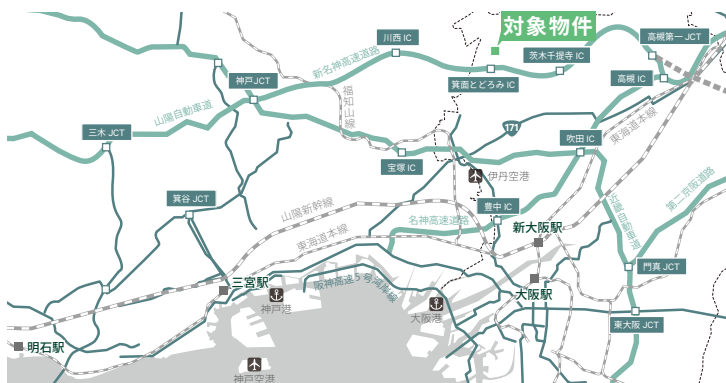 対象物件
川西 IC
高槻第一 JCT
茨木千提寺 IC
新名神高速道路
神戸JCT
箕面とどろみ IC
高槻 IC
福知山線
山陽自動車道
171
東海道本線
三木 JCT
吹田 IC
宝塚 IC
伊丹空港
第二京阪道路
箕谷 JCT
山陽新幹線
豊中 IC
近畿自動車道
名神高速道路
新大阪駅
東海道本線
門真 JCT
三宮駅
阪神高速5号湾岸線
大阪駅
神戸港
大阪港
東大阪 JCT
明石駅
神戸空港